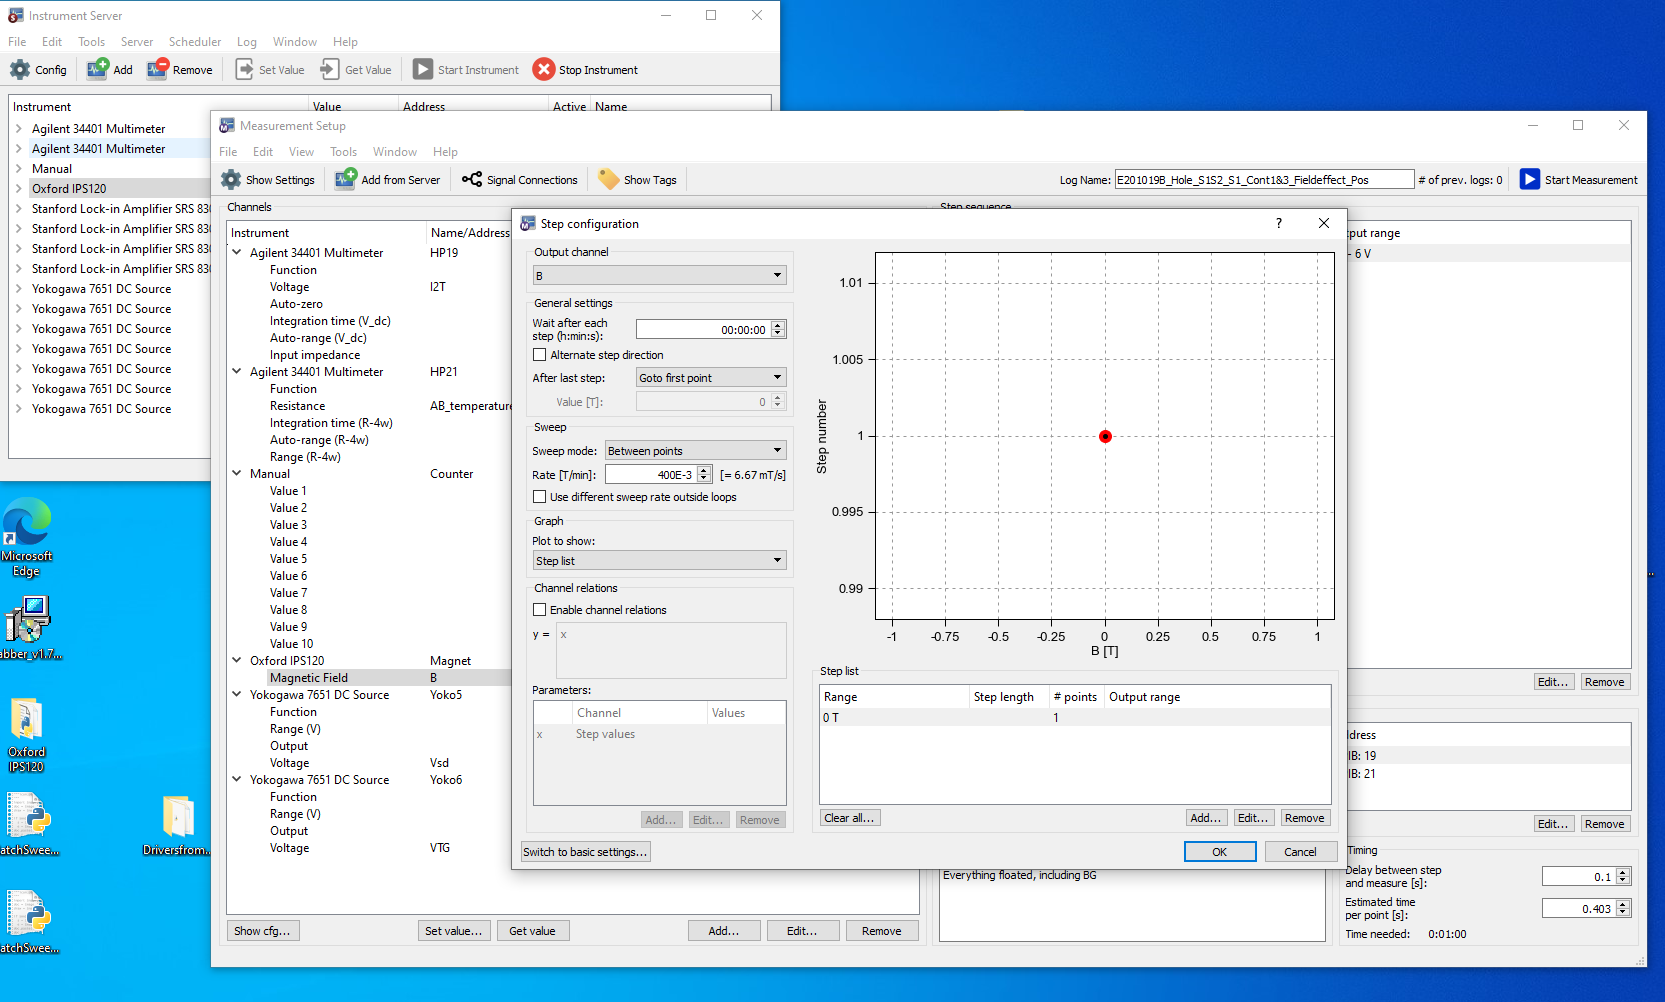 Instrument Server
File Edit Tools Server Scheduler Log Window Help
Config Add Remove Set Value Get Value Start Instrument Stop Instrument
Instrument Value Address Active Name
Agilent 34401 Multimeter
Agilent 34401 Multimeter
Manual
Oxford IPS120
Stanford Lock-in Amplifier SRS 830
Stanford Lock-in Amplifier SRS 830
Stanford Lock-in Amplifier SRS 830
Stanford Lock-in Amplifier SRS 830
Yokogawa 7651 DC Source
Yokogawa 7651 DC Source
Yokogawa 7651 DC Source
Yokogawa 7651 DC Source
Yokogawa 7651 DC Source
Yokogawa 7651 DC Source
Yokogawa 7651 DC Source
Microsoft
Edge
abber_v1.7...
Oxford
IPS120
atchSwee...
Driversfrom...
atchSwee...
Measurement Setup
File Edit View Tools Window Help
Show Settings Add from Server Signal Connections Show Tags
Log Name: E201019B_Hole_S1S2_S1_Cont1&3_Fieldeffect_Pos # of prev. logs: 0 Start Measurement
Channels
Instrument Name/Address
Agilent 34401 Multimeter HP19
Function
Voltage I2T
Auto-zero
Integration time (V_dc)
Auto-range (V_dc)
Input impedance
Agilent 34401 Multimeter HP21
Function
Resistance AB_temperature
Integration time (R-4w)
Auto-range (R-4w)
Range (R-4w)
Manual Counter
Value 1
Value 2
Value 3
Value 4
Value 5
Value 6
Value 7
Value 8
Value 9
Value 10
Oxford IPS120 Magnet
Magnetic Field B
Yokogawa 7651 DC Source Yoko5
Function
Range (V)
Output
Voltage Vsd
Yokogawa 7651 DC Source Yoko6
Function
Range (V)
Output
Voltage VTG
Show cfg... Set value... Get value Add... Edit... Remove
Step configuration ?
Output channel
B
General settings
Wait after each
step (h:min:s): 00:00:00
Alternate step direction
After last step: Goto first point
Value [T]: 0
Sweep
Sweep mode: Between points
Rate [T/min]: 400E-3 [= 6.67 mT/s]
Use different sweep rate outside loops
Graph
Plot to show:
Step list
Channel relations
Enable channel relations
y = x
Parameters:
Channel Values
x Step values
Add... Edit... Remove
Switch to basic settings...
Step number
1.01
1.005
1
0.995
0.99
-1 -0.75 -0.5 -0.25 0 0.25 0.5 0.75 1
B [T]
Step list
Range Step length # points Output range
0 T 1
Clear all... Add... Edit... Remove
OK Cancel
Step sequence
put range
- 6 V
Edit... Remove
dress
IB: 19
IB: 21
Edit... Remove
Everything floated, including BG
Timing
Delay between step
and measure [s]: 0.1
Estimated time
per point [s]: 0.403
Time needed: 0:01:00